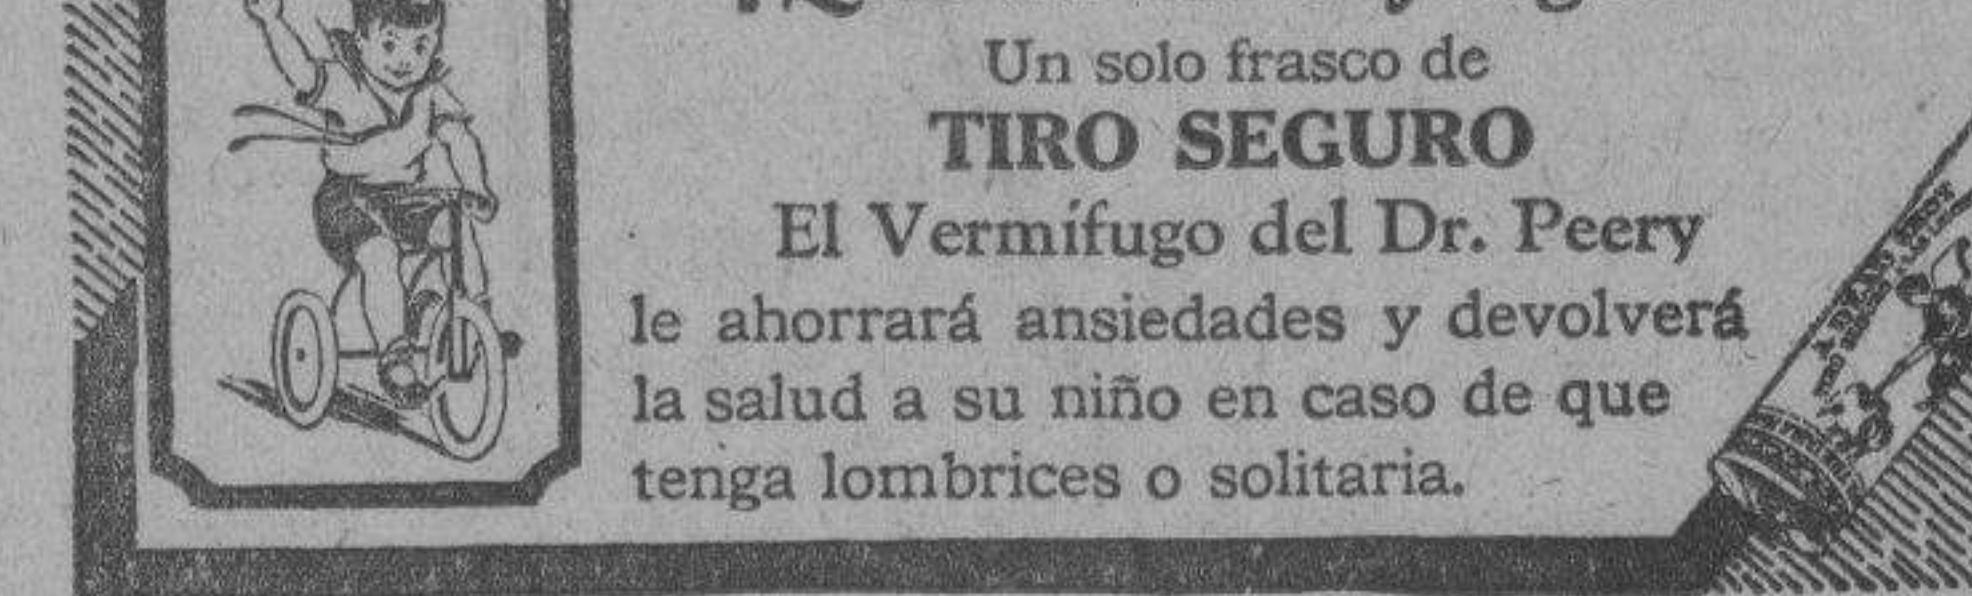 Un solo frasco de
TIRO SEGURO
El Vermífugo del Dr. Peery
le ahorrará ansiedades y devolverá
la salud a su niño en caso de que
tenga lombrices o solitaria.